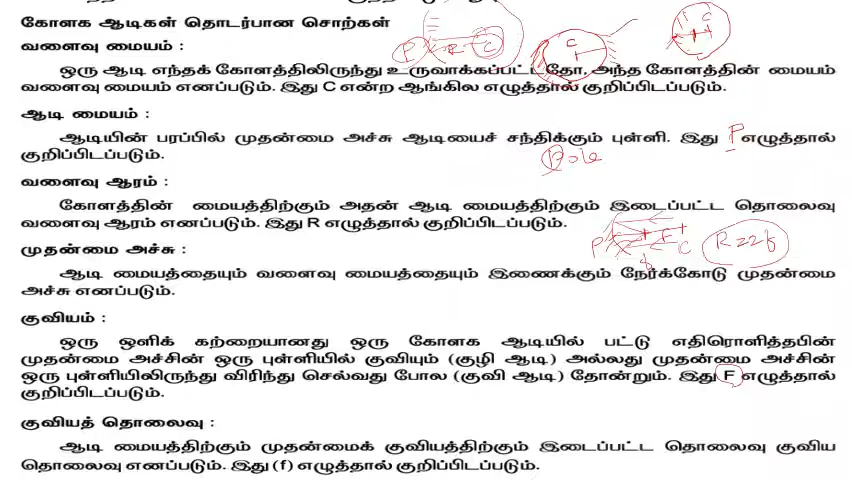 கோளக ஆடிகள் தொடர்பான சொற்கள்
வளைவு மையம் :
ஒரு ஆடி எந்தக் கோளத்திலிருந்து உருவாக்கப்பட்டதோ, அந்த கோளத்தின் மையம்
வளைவு மையம் எனப்படும். இது C என்ற ஆங்கில எழுத்தால் குறிப்பிடப்படும்.
ஆடி மையம் :
ஆடியின் பரப்பில் முதன்மை அச்சு ஆடியைச் சந்திக்கும் புள்ளி. இது P எழுத்தால்
குறிப்பிடப்படும்.
Pole
வளைவு ஆரம் :
கோளத்தின் மையத்திற்கும் அதன் ஆடி மையத்திற்கும் இடைப்பட்ட தொலைவு
வளைவு ஆரம் எனப்படும். இது R எழுத்தால் குறிப்பிடப்படும்.
P F C f R=2f
முதன்மை அச்சு :
ஆடி மையத்தையும் வளைவு மையத்தையும் இணைக்கும் நேர்க்கோடு முதன்மை
அச்சு எனப்படும்.
குவியம் :
ஒரு ஒளிக் கற்றையானது ஒரு கோளக ஆடியில் பட்டு எதிரொளித்தபின்
முதன்மை அச்சின் ஒரு புள்ளியில் குவியும் (குழி ஆடி) அல்லது முதன்மை அச்சின்
ஒரு புள்ளியிலிருந்து விரிந்து செல்வது போல (குவி ஆடி) தோன்றும். இது F எழுத்தால்
குறிப்பிடப்படும்.
குவியத் தொலைவு :
ஆடி மையத்திற்கும் முதன்மைக் குவியத்திற்கும் இடைப்பட்ட தொலைவு குவிய
தொலைவு எனப்படும். இது (f) எழுத்தால் குறிப்பிடப்படும்.
P R C
C
C